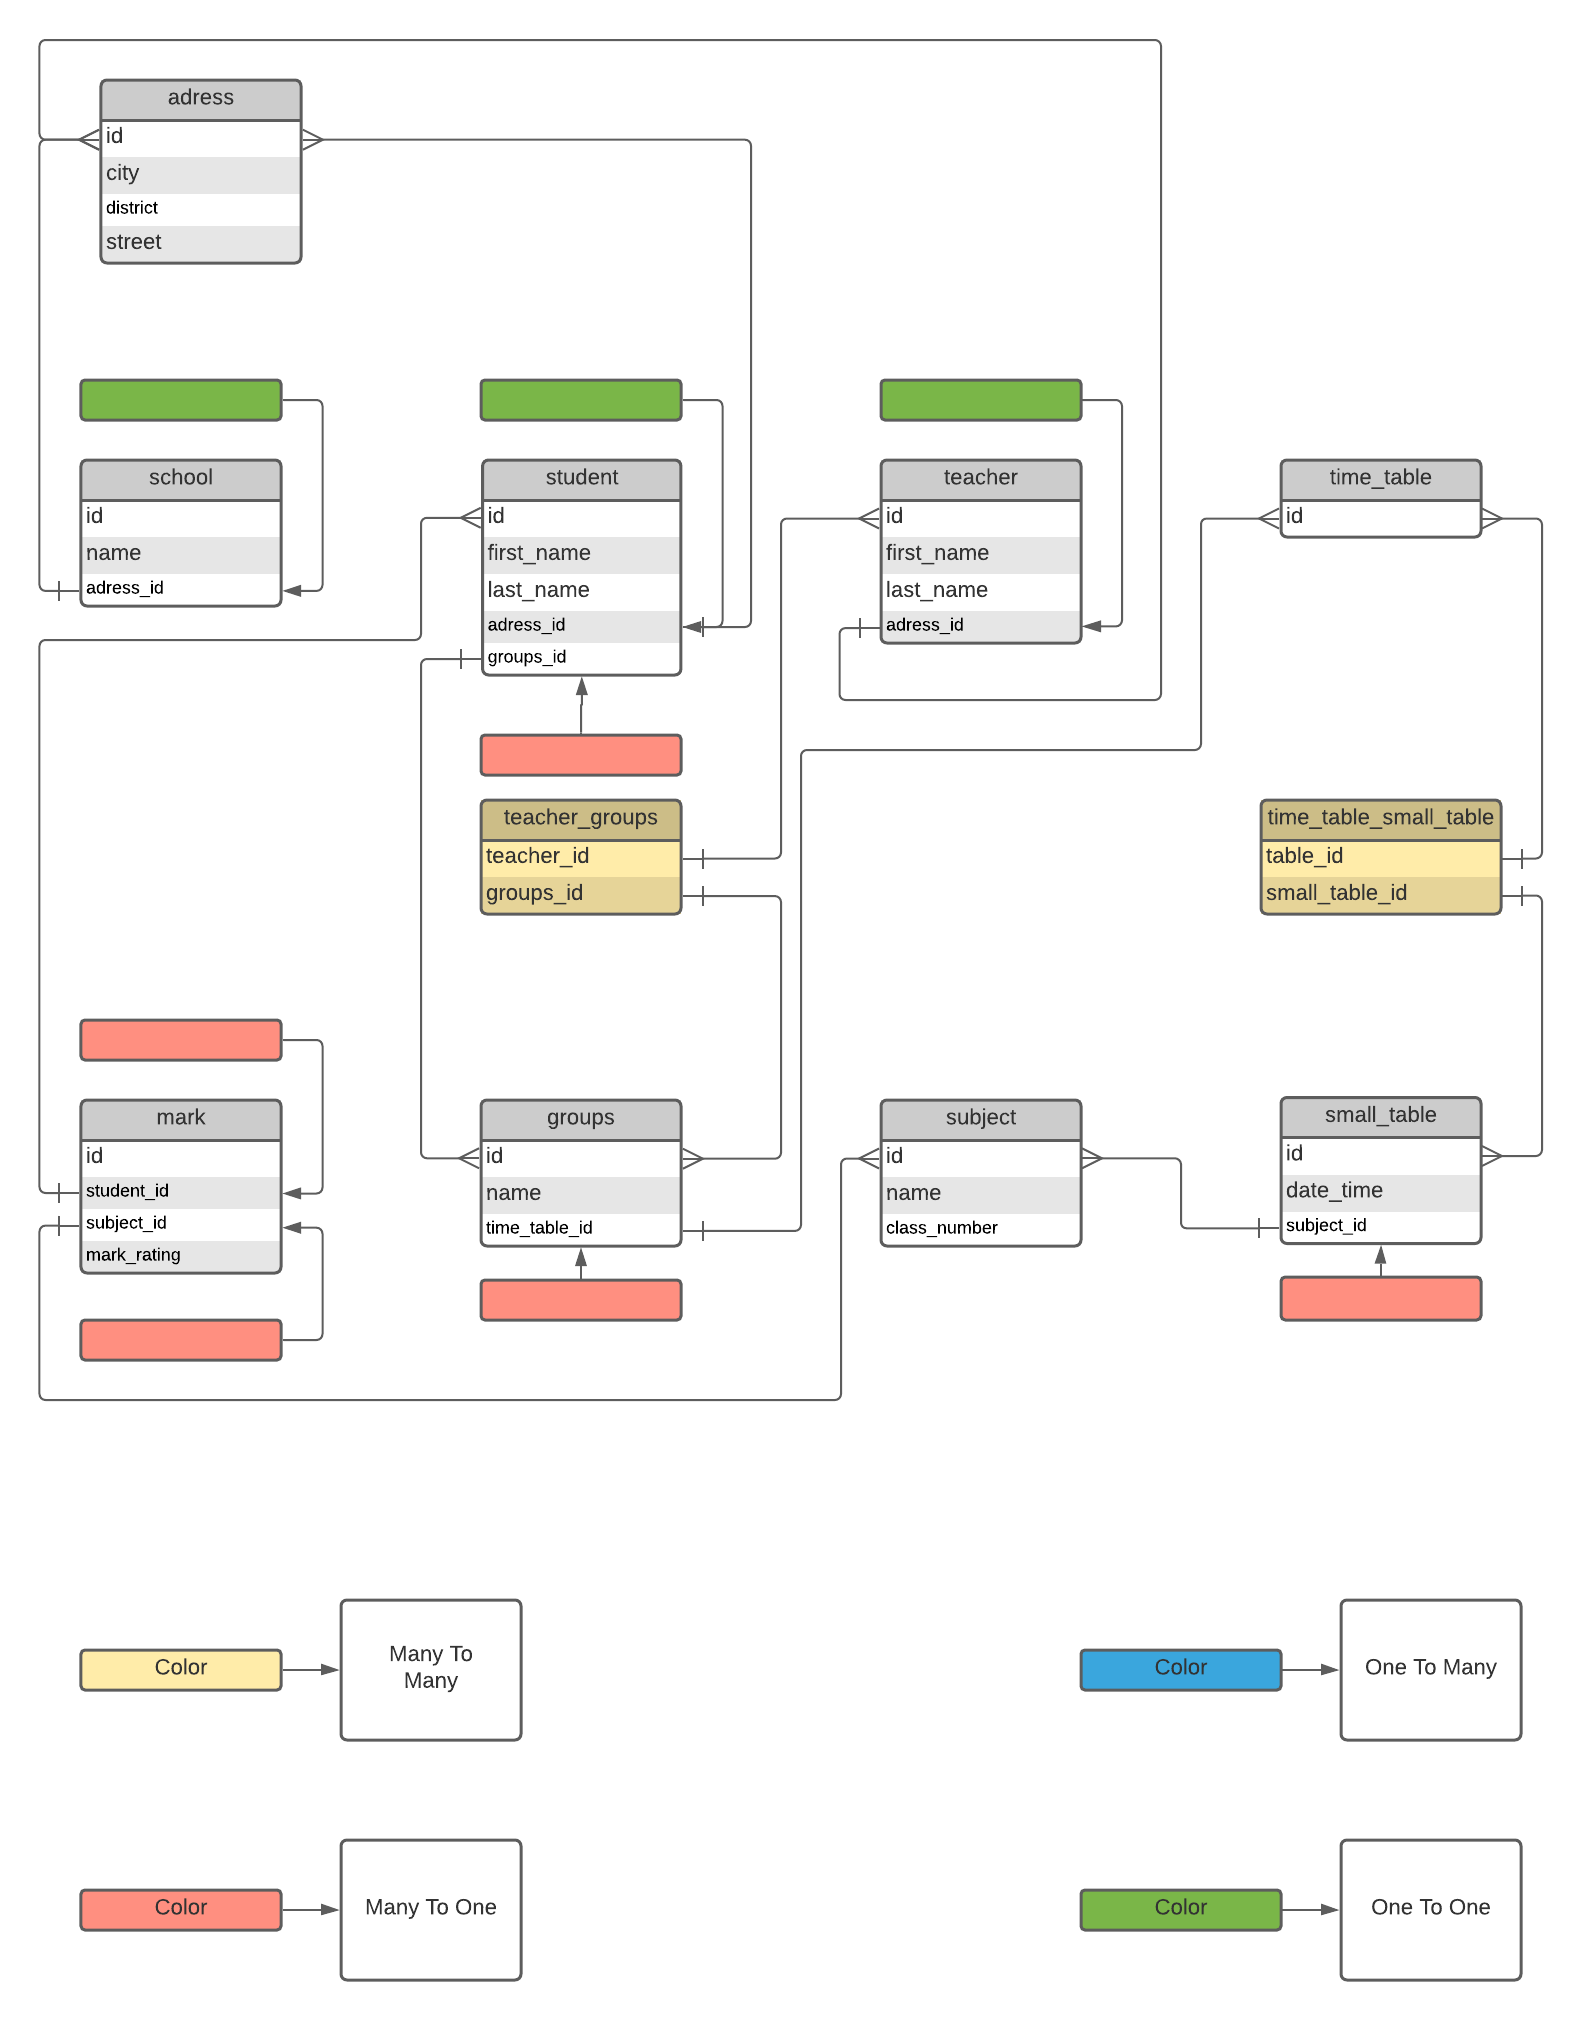 adress
id
city
district
street
school
id
name
adress_id
student
id
first_name
last_name
adress_id
groups_id
teacher
id
first_name
last_name
adress_id
time_table
id
teacher_groups
teacher_id
groups_id
time_table_small_table
table_id
small_table_id
mark
id
student_id
subject_id
mark_rating
groups
id
name
time_table_id
subject
id
name
class_number
small_table
id
date_time
subject_id
Color
Many To
Many
Color
One To Many
Color
Many To One
Color
One To One